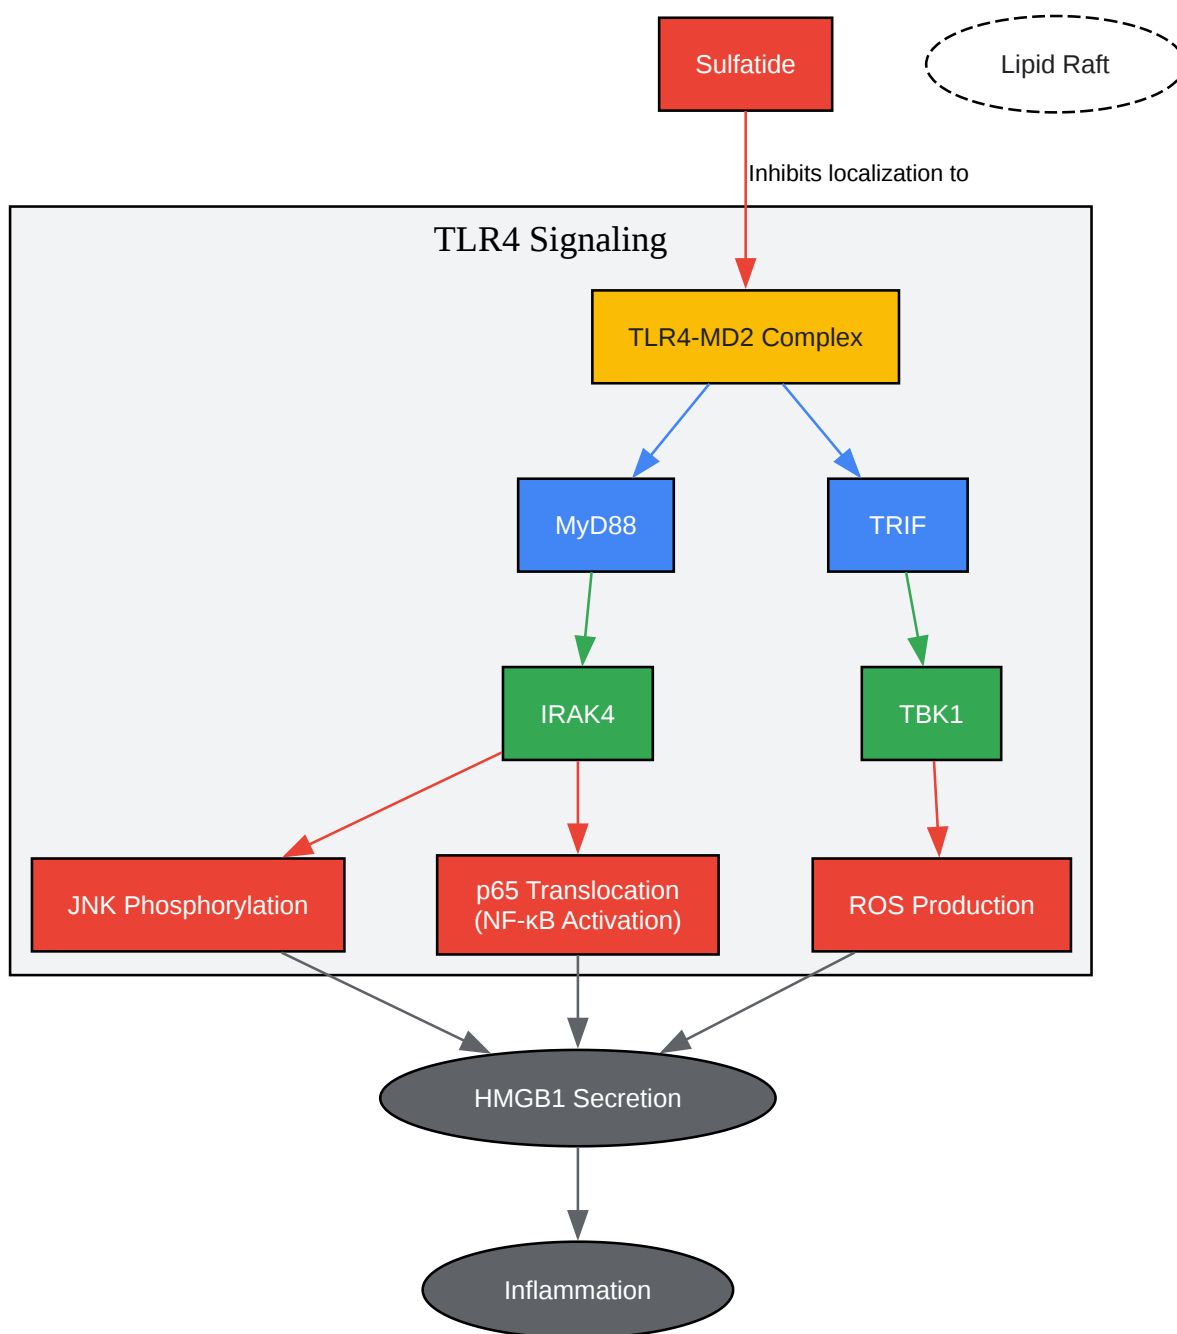 Sulfatide
Lipid Raft
Inhibits localization to
TLR4 Signaling
TLR4-MD2 Complex
MyD88
TRIF
IRAK4
TBK1
JNK Phosphorylation
p65 Translocation
(NF-κB Activation)
ROS Production
HMGB1 Secretion
Inflammation